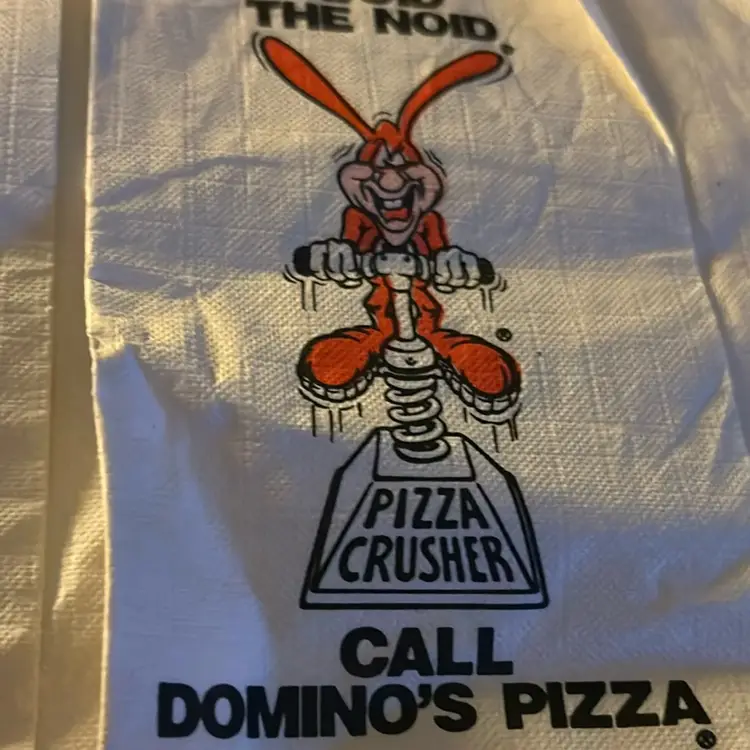 THE NOID
®
PIZZA
CRUSHER
CALL
DOMINO'S PIZZA
®